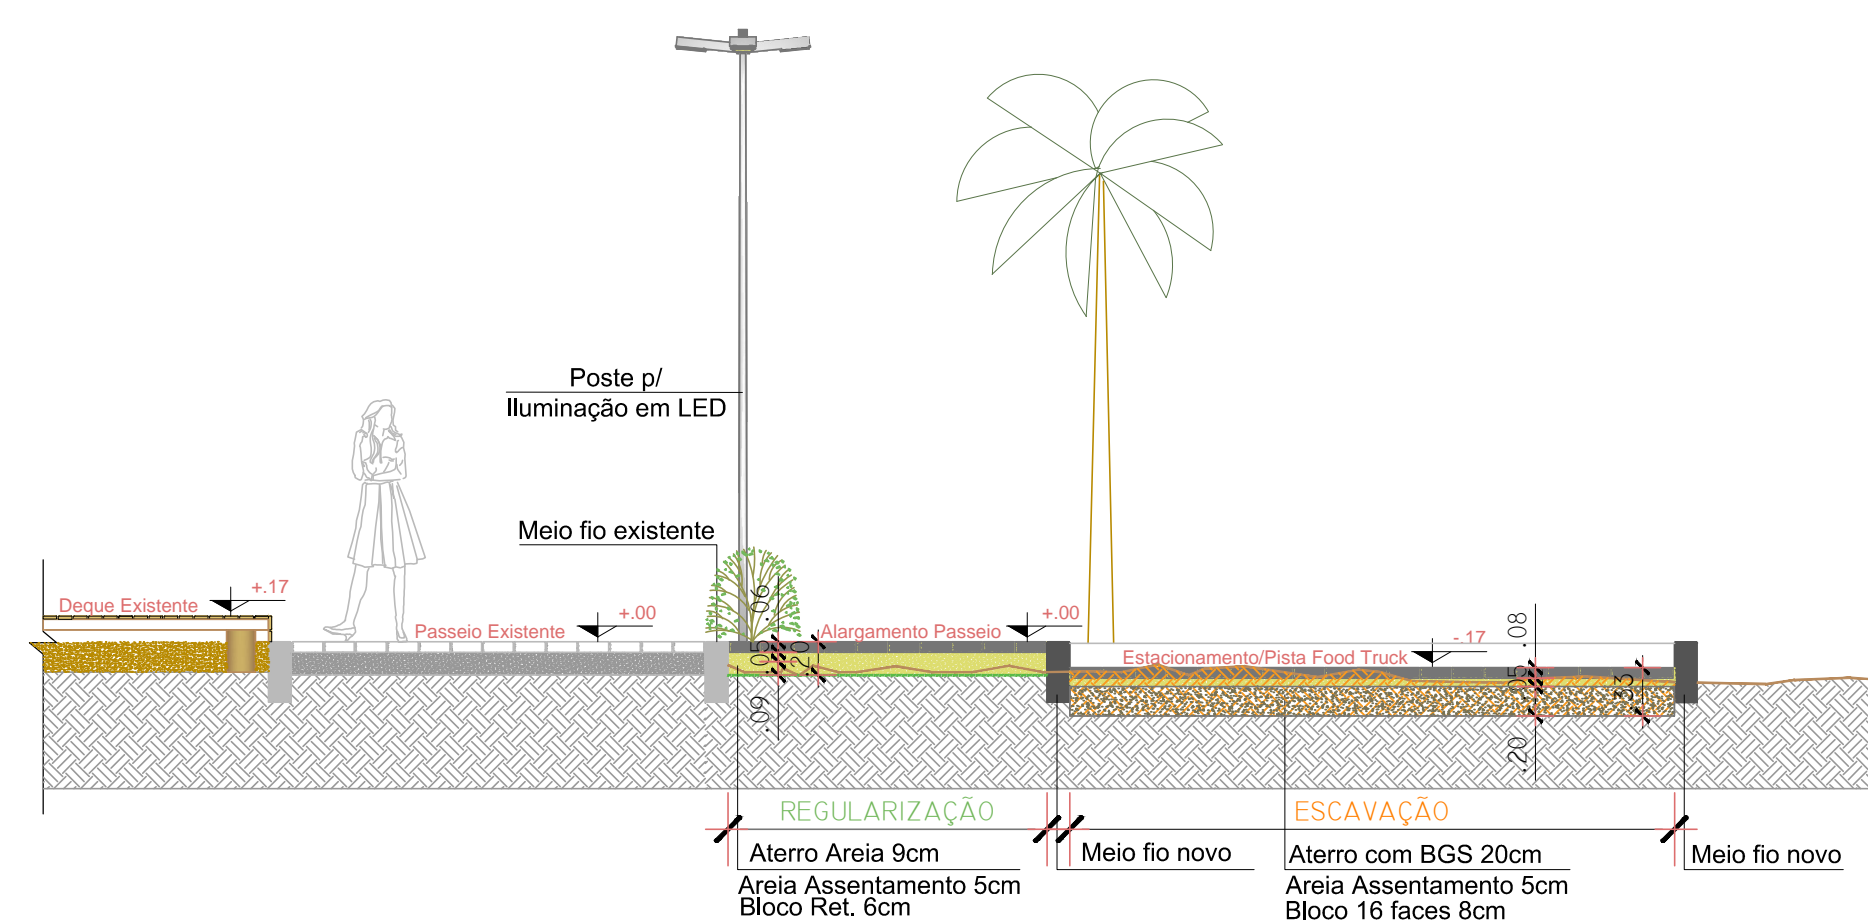 Poste p/
Iluminação em LED
Meio fio existente
+.17
Deque Existente
+.00
Passeio Existente
.06
.05
.20
.09
+.00
Alargamento Passeio
-.17
Estacionamento/Pista Food Truck
.08
.05
.33
.20
REGULARIZAÇÃO
ESCAVAÇÃO
Aterro Areia 9cm
Areia Assentamento 5cm
Bloco Ret. 6cm
Meio fio novo
Aterro com BGS 20cm
Areia Assentamento 5cm
Bloco 16 faces 8cm
Meio fio novo